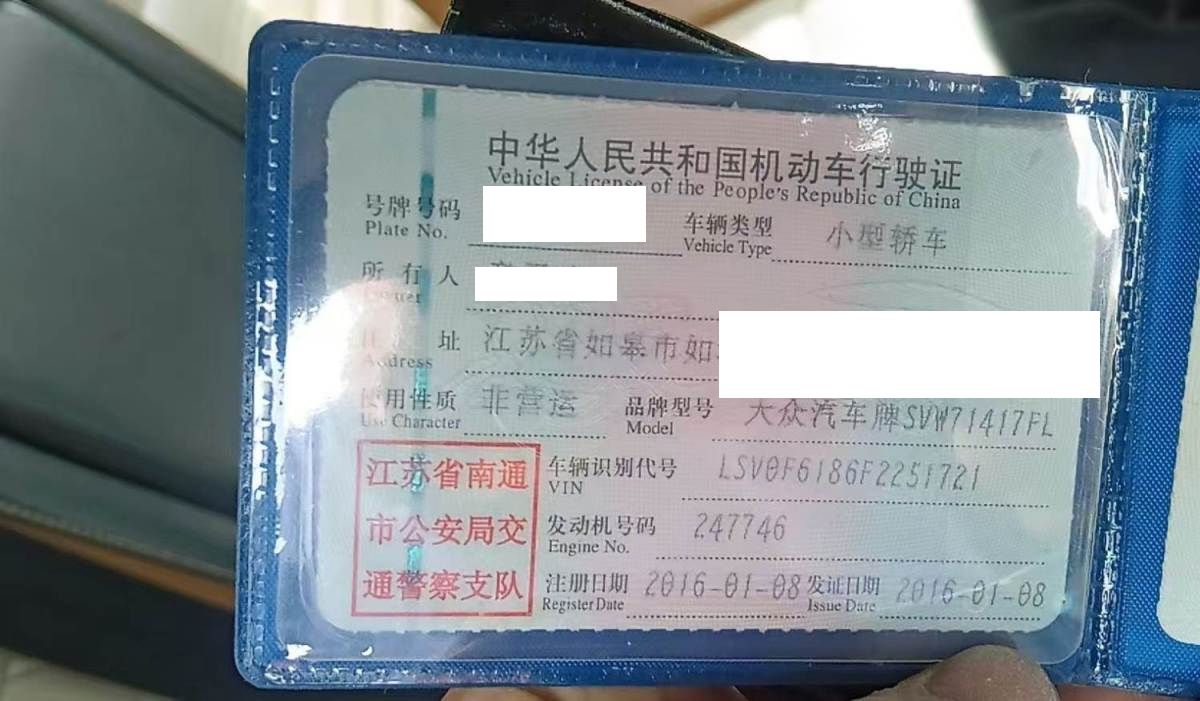 中华人民共和国机动车行驶证
Vehicle License of the People's Republic of China
号牌号码
Plate No.
车辆类型 小型轿车
Vehicle Type
所有人
Owner
住址 江苏省如皋市如
Address
使用性质 非营运
Use Character
品牌型号 大众汽车牌SVW71417FL
Model
江苏省南通
市公安局交
通警察支队
车辆识别代号 LSV0F6186F2251721
VIN
发动机号码 247746
Engine No.
注册日期 2016-01-08
Register Date
发证日期 2016-01-08
Issue Date